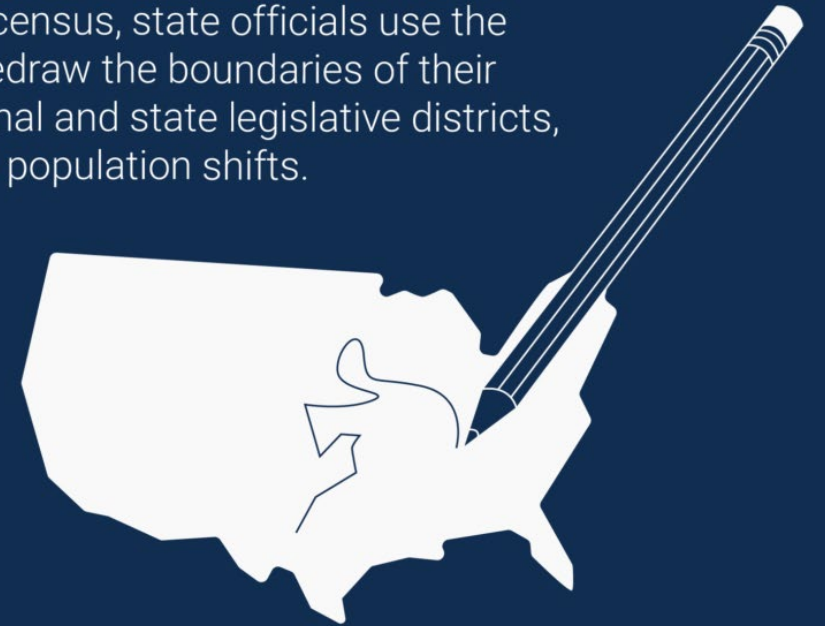 census, state officials use the
edraw the boundaries of their
nal and state legislative districts,
population shifts.